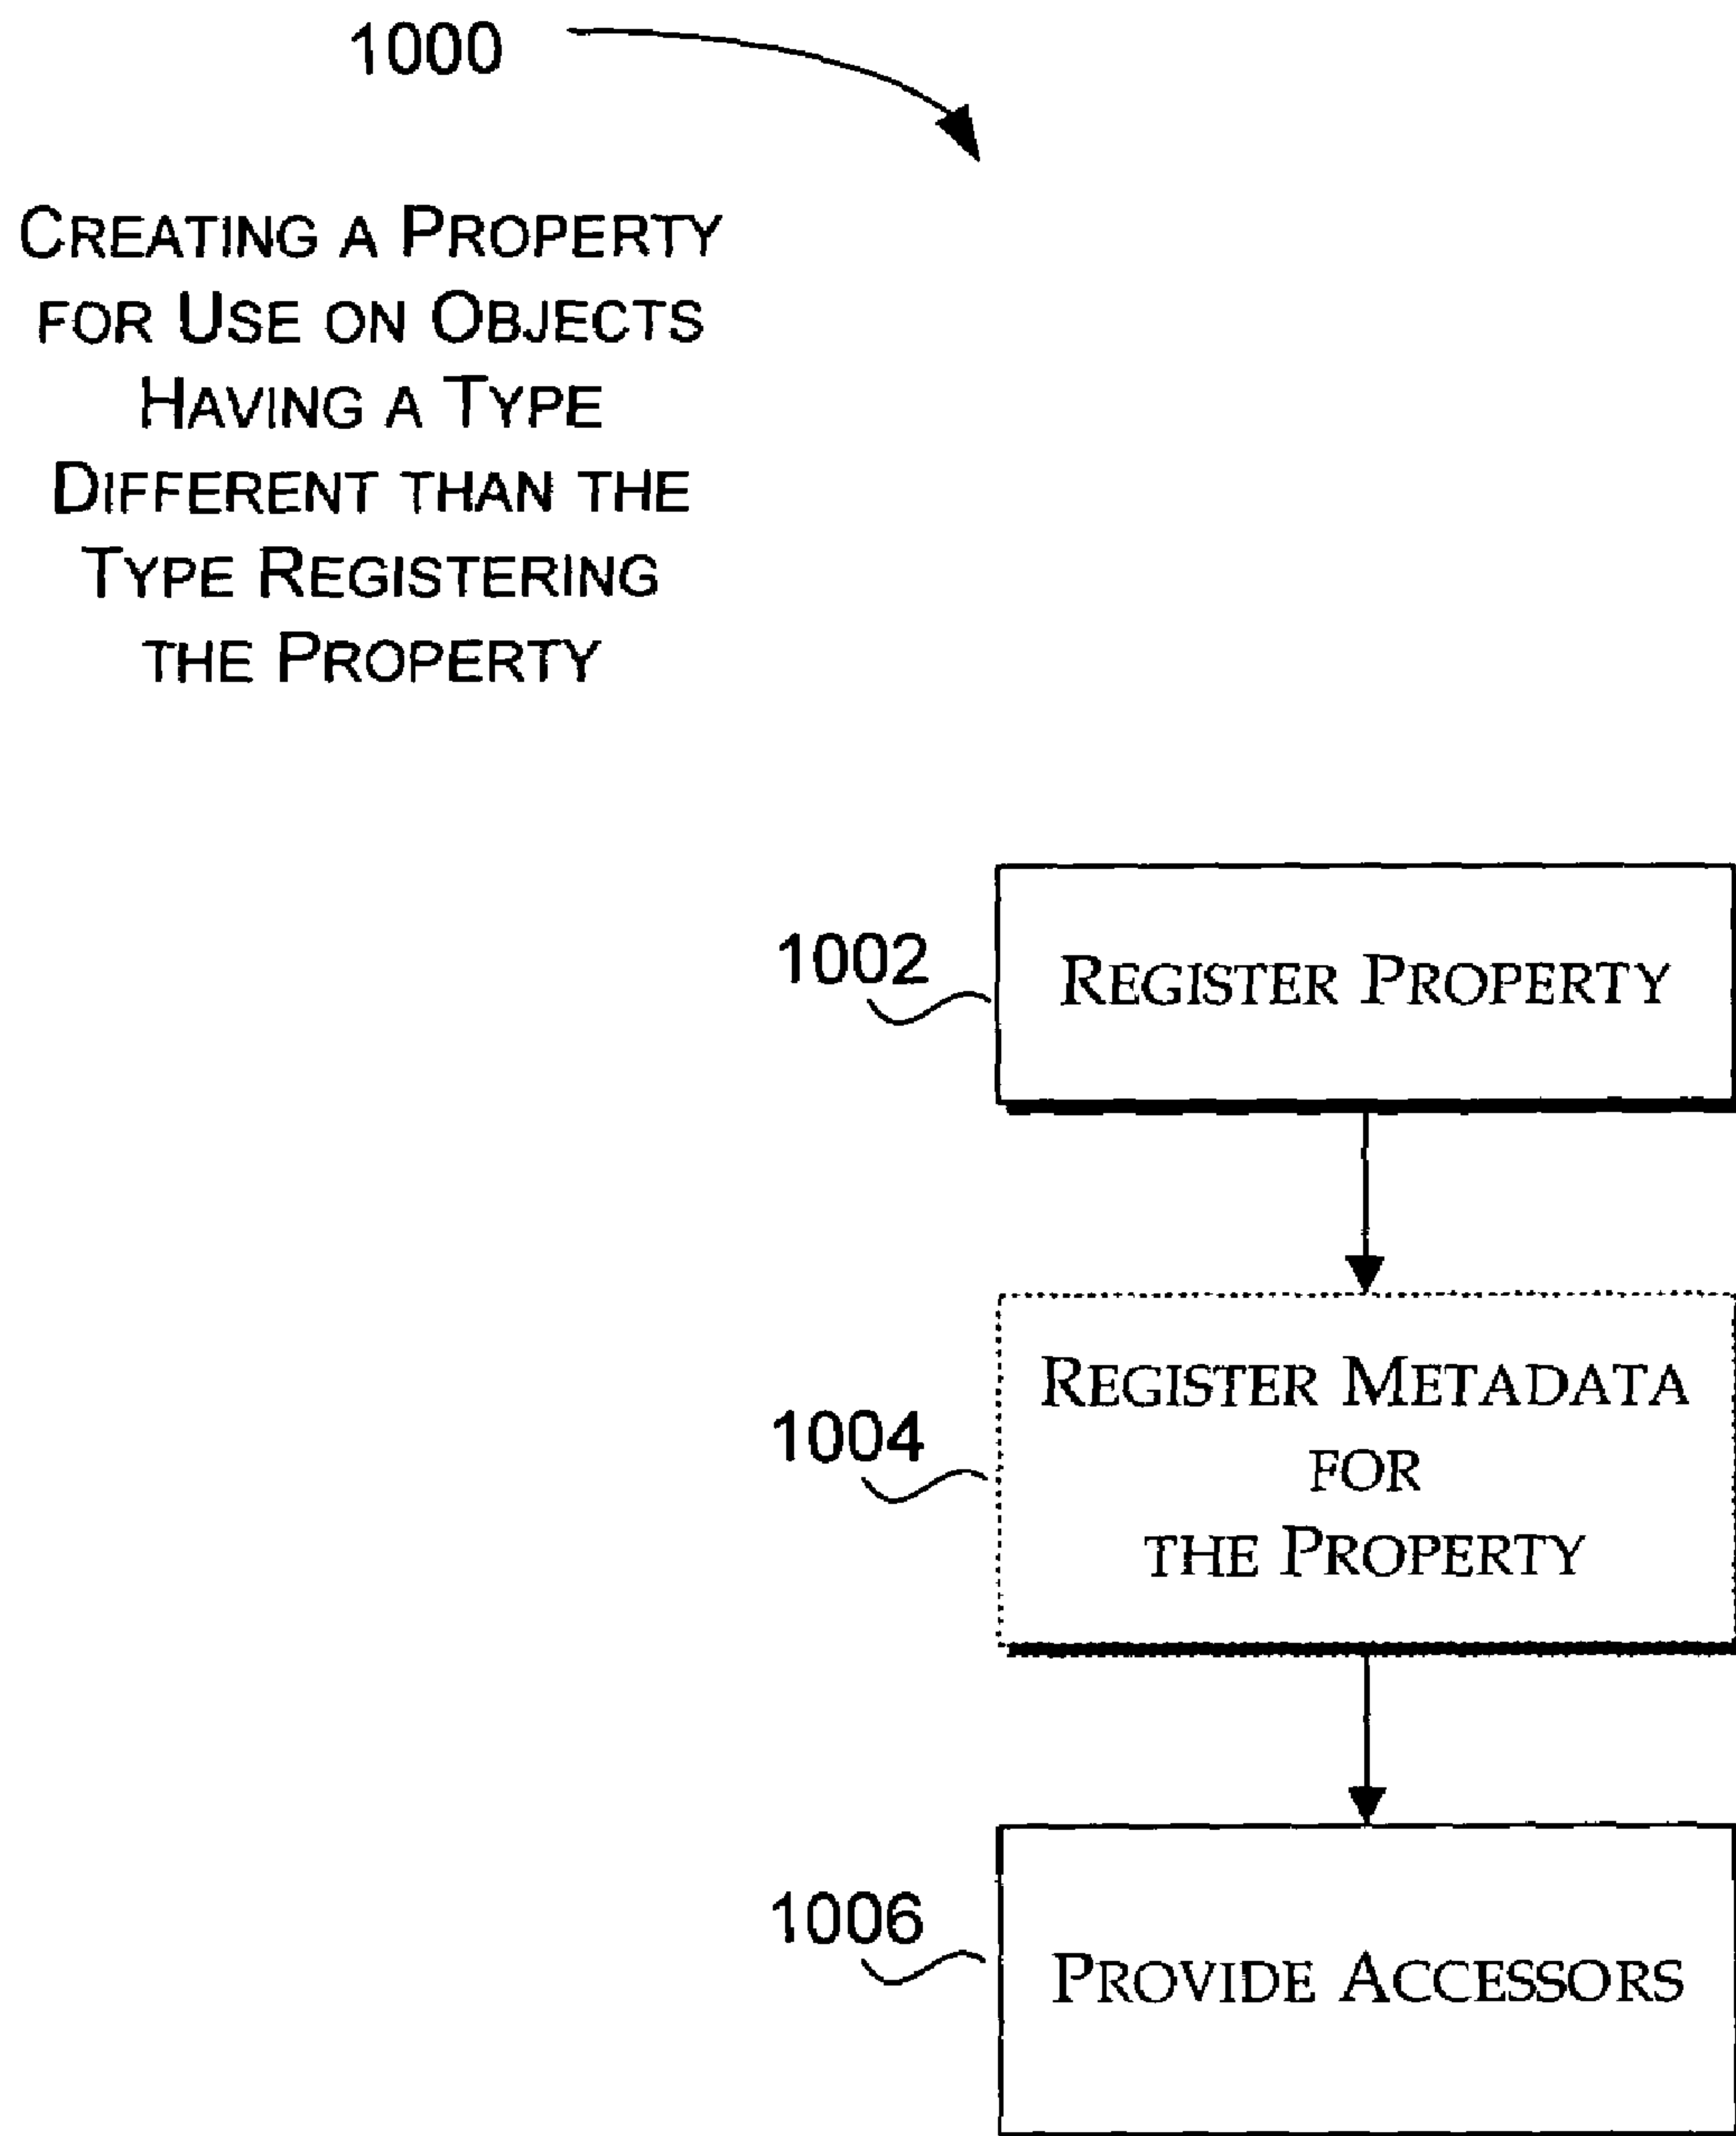 1000
CREATING A PROPERTY
FOR USE ON OBJECTS
HAVING A TYPE
DIFFERENT THAN THE
TYPE REGISTERING
THE PROPERTY
1002
REGISTER PROPERTY
1004
REGISTER METADATA
FOR
THE PROPERTY
1006
PROVIDE ACCESSORS